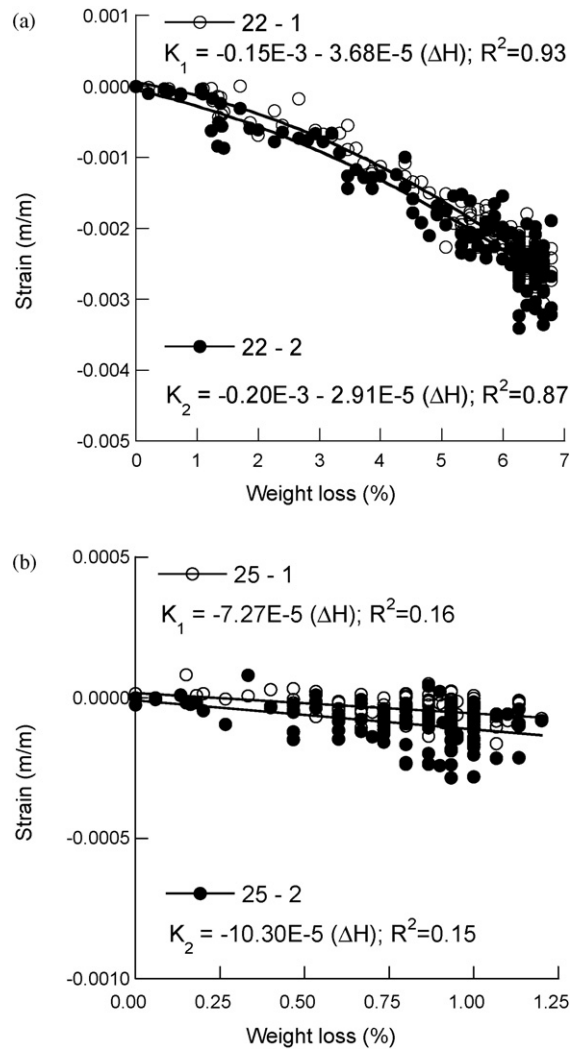 (a)
22 - 1
K₁ = -0.15E-3 - 3.68E-5 (ΔH); R²=0.93
0.000
-0.001
-0.002
-0.003
-0.004
-0.005
Strain (m/m)
22 - 2
K₂ = -0.20E-3 - 2.91E-5 (ΔH); R²=0.87
0 1 2 3 4 5 6 7
Weight loss (%)
(b)
0.0005
25 - 1
K₁ = -7.27E-5 (ΔH); R²=0.16
0.0000
Strain (m/m)
-0.0005
25 - 2
K₂ = -10.30E-5 (ΔH); R²=0.15
-0.0010
0.00 0.25 0.50 0.75 1.00 1.25
Weight loss (%)